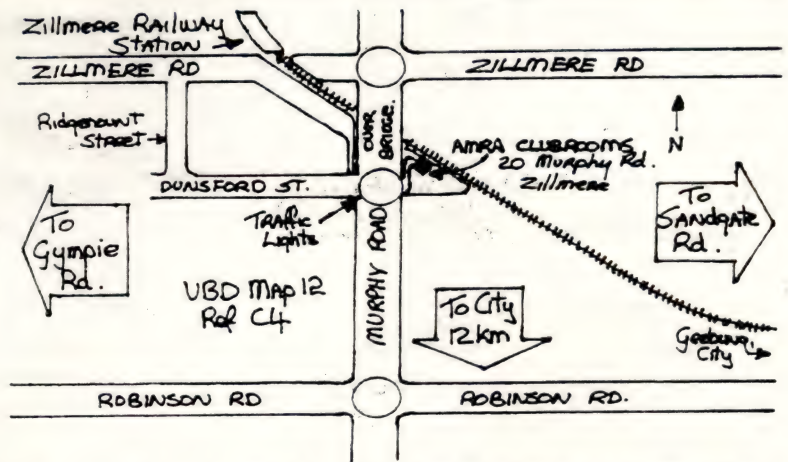 Zillmere Railway
Station
ZILLMERE RD
ZILLMERE RD
Ridgemount
Street
OVER
BRIDGE.
N
AMRA CLUBROOMS
20 Murphy Rd.
Zillmere
DUNSFORD ST.
Traffic
Lights
To
Gympie
Rd.
To
Sandgate
Rd.
UBD Map 12
Ref C4
MURPHY ROAD
To City
12km
Geebung,
City
ROBINSON RD
ROBINSON RD.